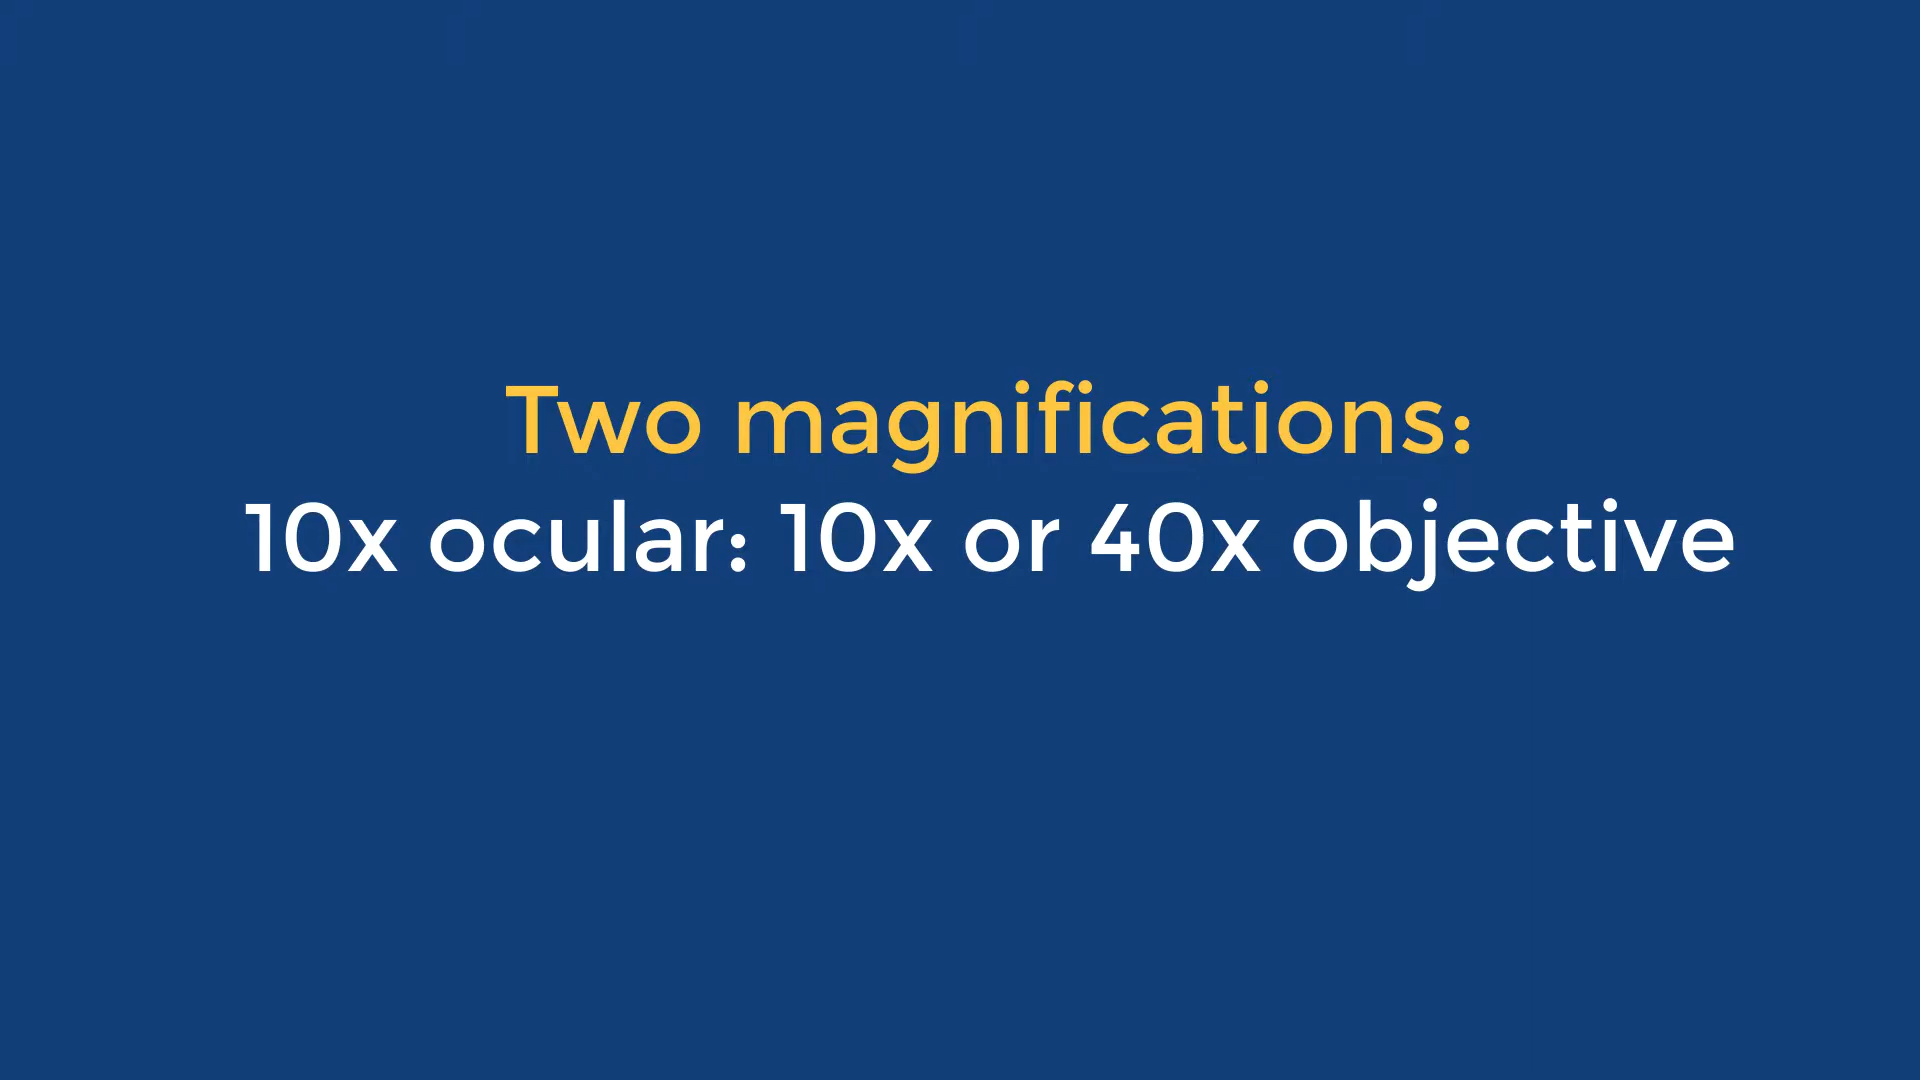 Two magnifications:
10x ocular: 10x or 40x objective